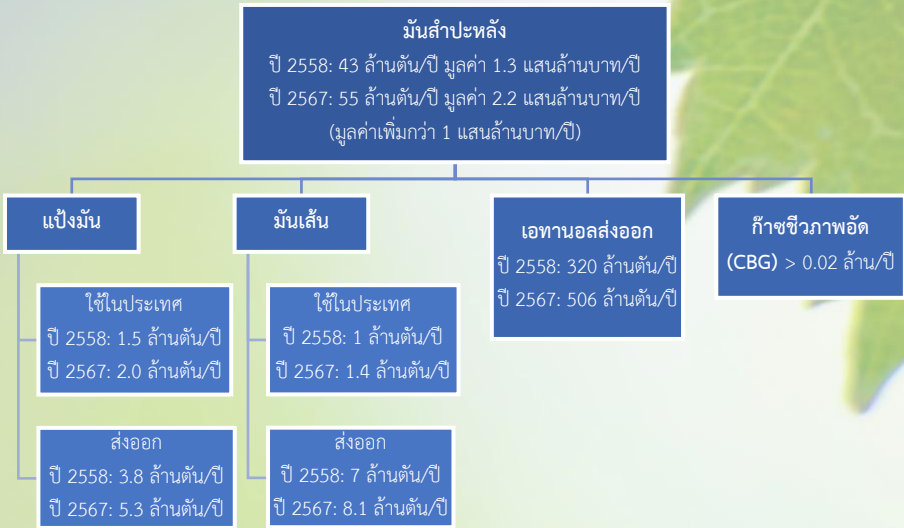 มันสำปะหลัง
ปี 2558: 43 ล้านตัน/ปี มูลค่า 1.3 แสนล้านบาท/ปี
ปี 2567: 55 ล้านตัน/ปี มูลค่า 2.2 แสนล้านบาท/ปี
(มูลค่าเพิ่มกว่า 1 แสนล้านบาท/ปี)
แป้งมัน
ใช้ในประเทศ
ปี 2558: 1.5 ล้านตัน/ปี
ปี 2567: 2.0 ล้านตัน/ปี
ส่งออก
ปี 2558: 3.8 ล้านตัน/ปี
ปี 2567: 5.3 ล้านตัน/ปี
มันเส้น
ใช้ในประเทศ
ปี 2558: 1 ล้านตัน/ปี
ปี 2567: 1.4 ล้านตัน/ปี
ส่งออก
ปี 2558: 7 ล้านตัน/ปี
ปี 2567: 8.1 ล้านตัน/ปี
เอทานอลส่งออก
ปี 2558: 320 ล้านตัน/ปี
ปี 2567: 506 ล้านตัน/ปี
ก๊าซชีวภาพอัด
(CBG) > 0.02 ล้าน/ปี